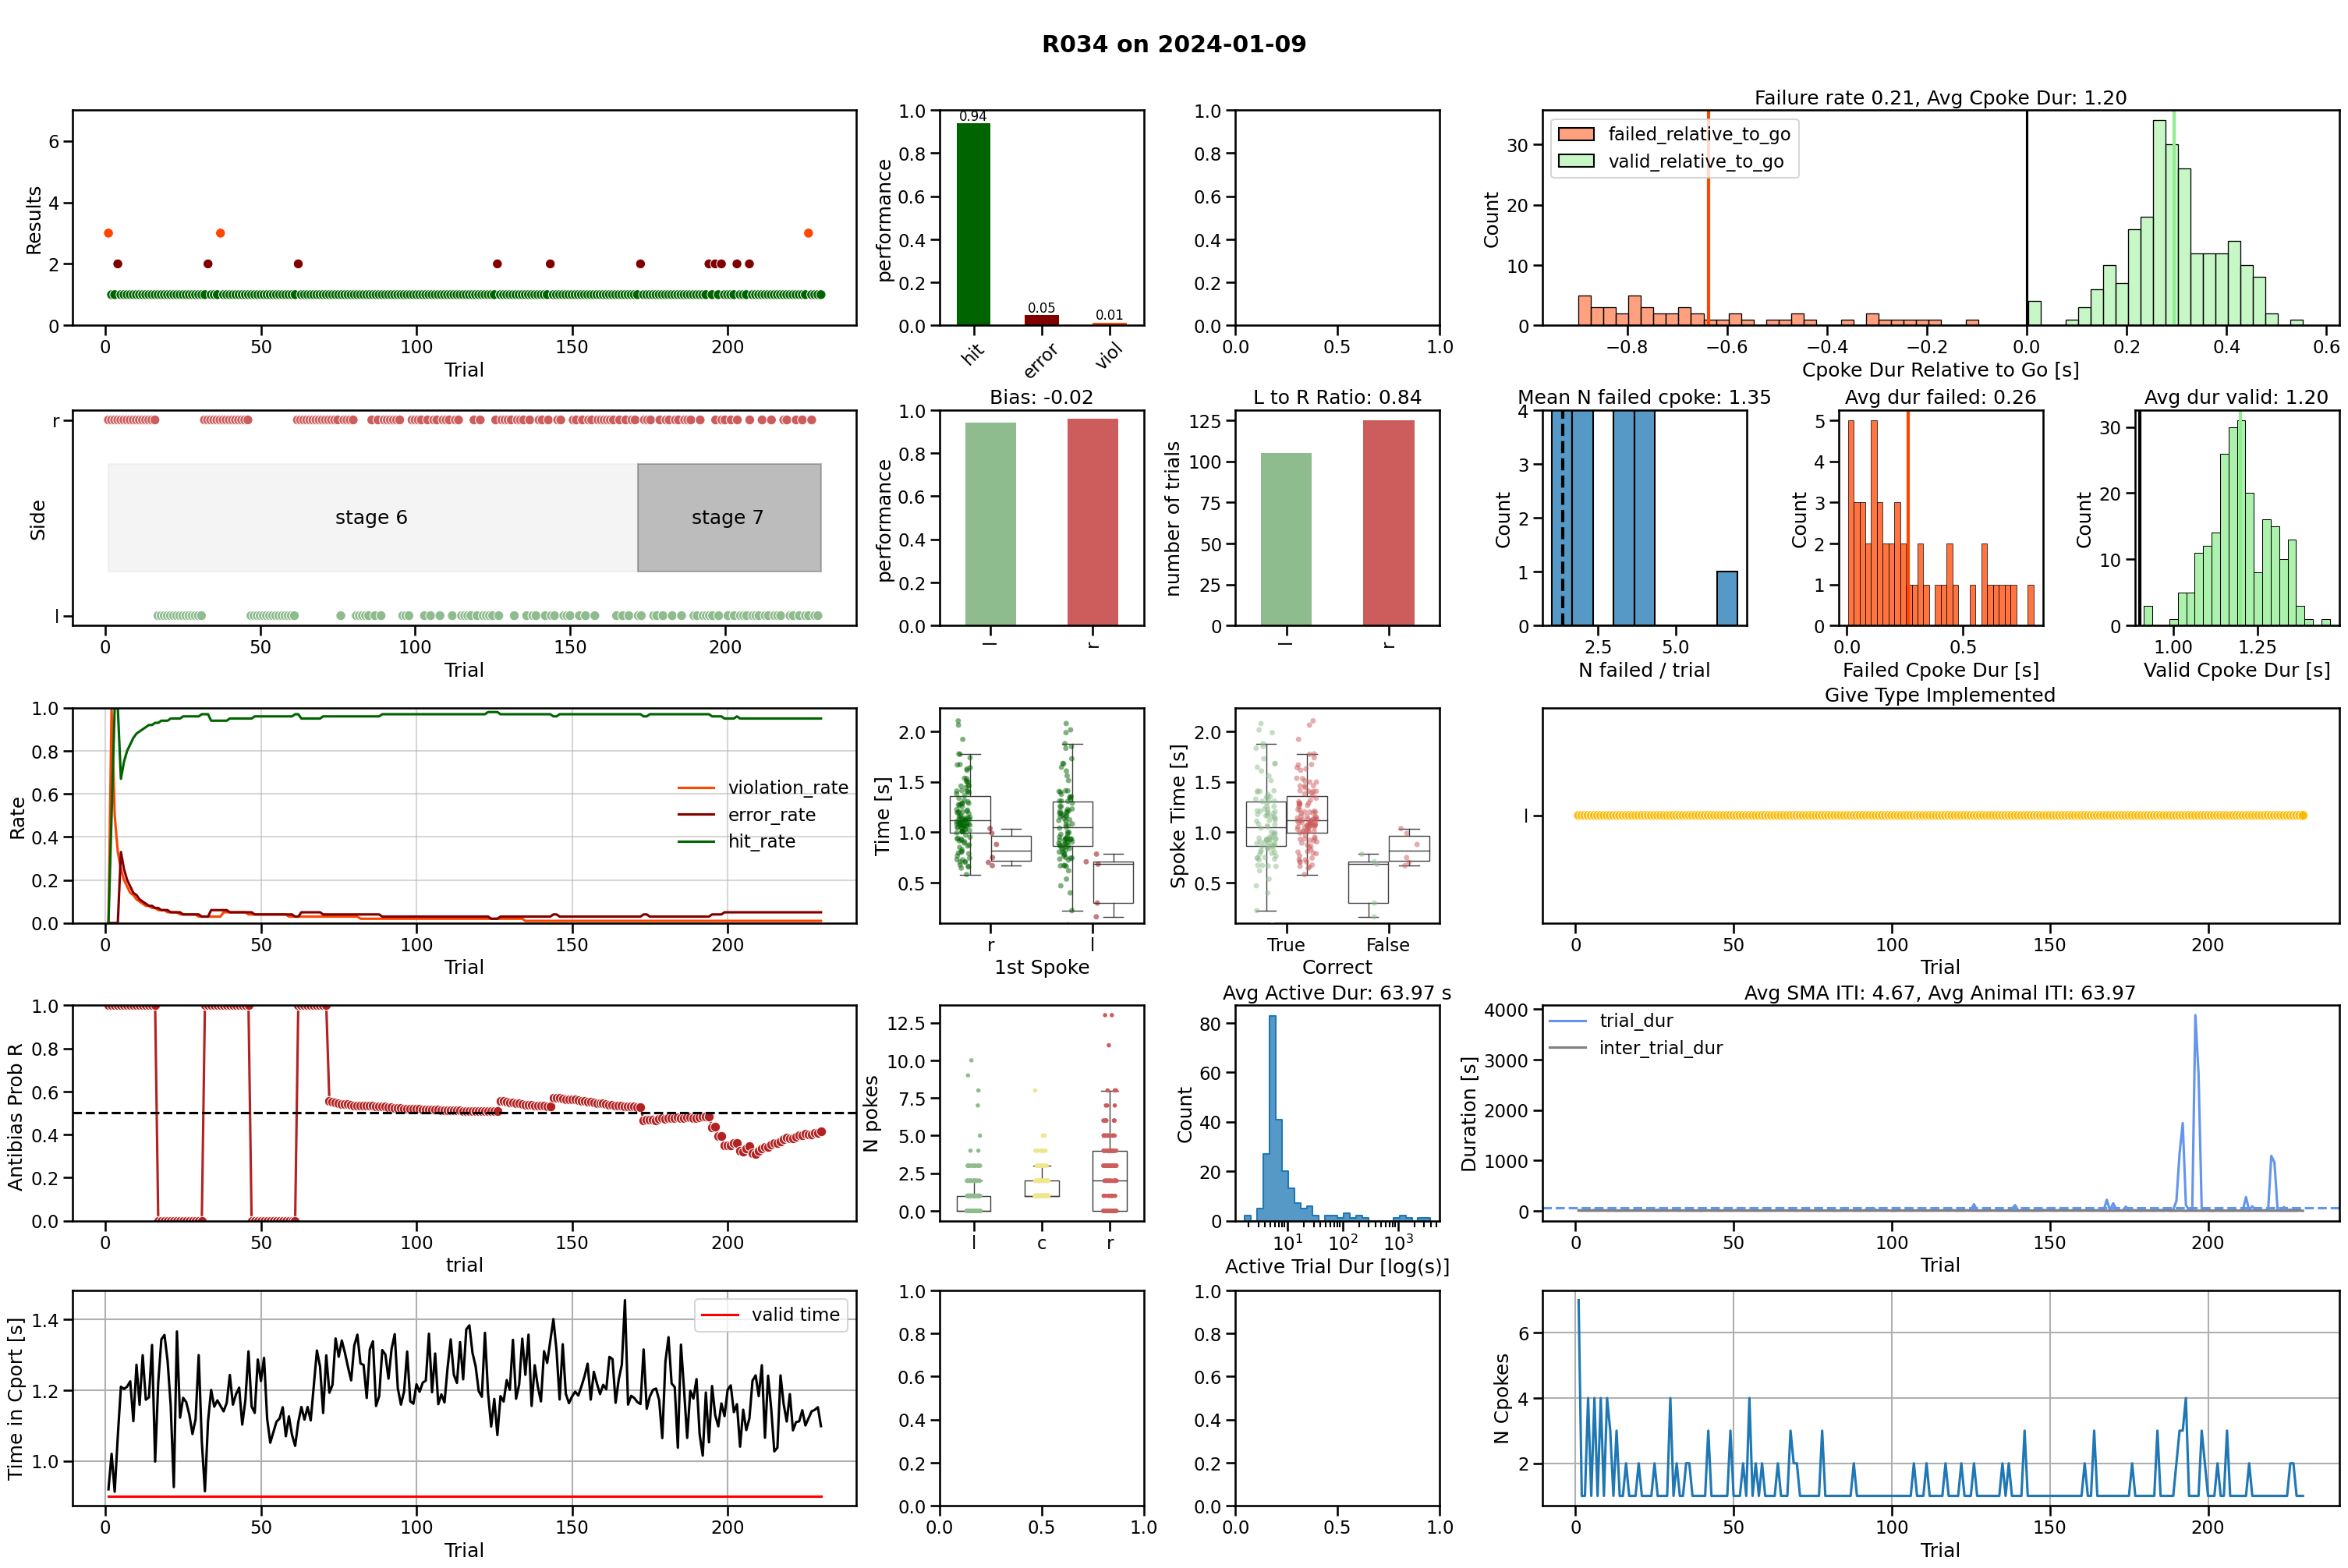 R034 on 2024-01-09
Results
6
4
2
0
0
50
100
150
200
Trial
performance
1.0
0.8
0.6
0.4
0.2
0.0
0.94
0.05
0.01
hit
error
viol
1.0
0.8
0.6
0.4
0.2
0.0
0.0
0.5
1.0
Failure rate 0.21, Avg Cpoke Dur: 1.20
failed_relative_to_go
valid_relative_to_go
Count
30
20
10
0
−0.8
−0.6
−0.4
−0.2
0.0
0.2
0.4
0.6
Cpoke Dur Relative to Go [s]
Side
r
l
stage 6
stage 7
0
50
100
150
200
Trial
Bias: -0.02
performance
1.0
0.8
0.6
0.4
0.2
0.0
l
r
L to R Ratio: 0.84
number of trials
125
100
75
50
25
0
l
r
Mean N failed cpoke: 1.35
Count
4
3
2
1
0
2.5
5.0
N failed / trial
Avg dur failed: 0.26
Count
5
4
3
2
1
0
0.0
0.5
Failed Cpoke Dur [s]
Avg dur valid: 1.20
Count
30
20
10
0
1.00
1.25
Valid Cpoke Dur [s]
Rate
1.0
0.8
0.6
0.4
0.2
0.0
violation_rate
error_rate
hit_rate
0
50
100
150
200
Trial
Time [s]
2.0
1.5
1.0
0.5
r
l
1st Spoke
Spoke Time [s]
2.0
1.5
1.0
0.5
True
False
Correct
Give Type Implemented
l
0
50
100
150
200
Trial
Antibias Prob R
1.0
0.8
0.6
0.4
0.2
0.0
0
50
100
150
200
trial
N pokes
12.5
10.0
7.5
5.0
2.5
0.0
l
c
r
Avg Active Dur: 63.97 s
Count
80
60
40
20
0
10^1
10^2
10^3
Active Trial Dur [log(s)]
Avg SMA ITI: 4.67, Avg Animal ITI: 63.97
trial_dur
inter_trial_dur
Duration [s]
4000
3000
2000
1000
0
0
50
100
150
200
Trial
Time in Cport [s]
1.4
1.2
1.0
valid time
0
50
100
150
200
Trial
1.0
0.8
0.6
0.4
0.2
0.0
0.0
0.5
1.0
1.0
0.8
0.6
0.4
0.2
0.0
0.0
0.5
1.0
N Cpokes
6
4
2
0
50
100
150
200
Trial